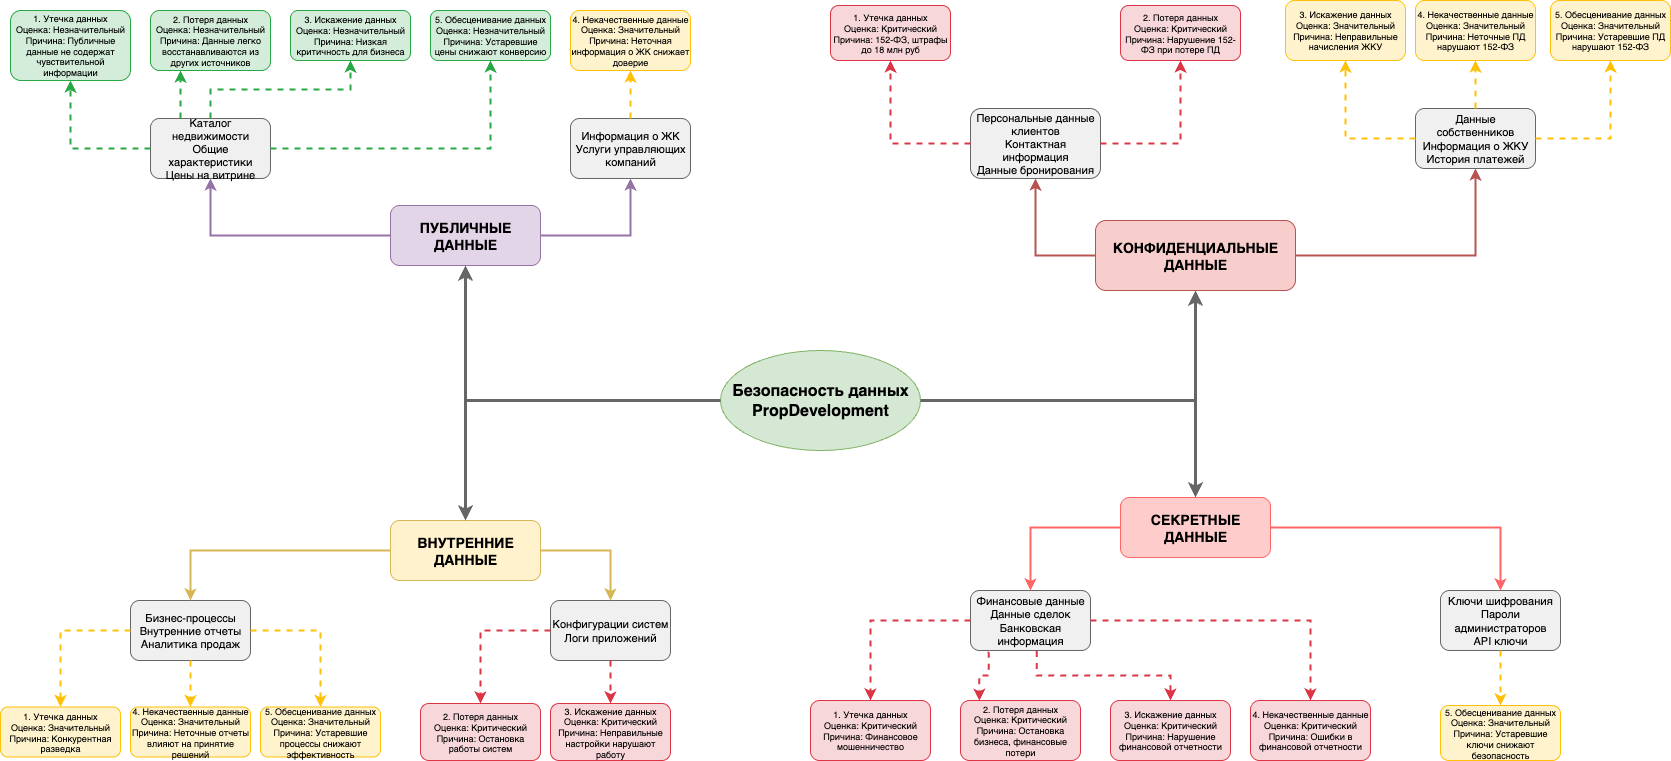 1. Утечка данных
Оценка: Незначительный
Причина: Публичные
данные не содержат
чувствительной
информации
2. Потеря данных
Оценка: Незначительный
Причина: Данные легко
восстанавливаются из
других источников
3. Искажение данных
Оценка: Незначительный
Причина: Низкая
критичность для бизнеса
5. Обесценивание данных
Оценка: Незначительный
Причина: Устаревшие
цены снижают конверсию
4. Некачественные данные
Оценка: Значительный
Причина: Неточная
информация о ЖК снижает
доверие
1. Утечка данных
Оценка: Критический
Причина: 152-ФЗ, штрафы
до 18 млн руб
2. Потеря данных
Оценка: Критический
Причина: Нарушение 152-
ФЗ при потере ПД
3. Искажение данных
Оценка: Значительный
Причина: Неправильные
начисления ЖКУ
4. Некачественные данные
Оценка: Значительный
Причина: Неточные ПД
нарушают 152-ФЗ
5. Обесценивание данных
Оценка: Значительный
Причина: Устаревшие ПД
нарушают 152-ФЗ
Каталог
недвижимости
Общие
характеристики
Цены на витрине
Информация о ЖК
Услуги управляющих
компаний
Персональные данные
клиентов
Контактная
информация
Данные бронирования
Данные
собственников
Информация о ЖКУ
История платежей
ПУБЛИЧНЫЕ
ДАННЫЕ
КОНФИДЕНЦИАЛЬНЫЕ
ДАННЫЕ
Безопасность данных
PropDevelopment
ВНУТРЕННИЕ
ДАННЫЕ
СЕКРЕТНЫЕ
ДАННЫЕ
Бизнес-процессы
Внутренние отчеты
Аналитика продаж
Конфигурации систем
Логи приложений
Финансовые данные
Данные сделок
Банковская
информация
Ключи шифрования
Пароли
администраторов
API ключи
1. Утечка данных
Оценка: Значительный
Причина: Конкурентная
разведка
4. Некачественные данные
Оценка: Значительный
Причина: Неточные отчеты
влияют на принятие
решений
5. Обесценивание данных
Оценка: Значительный
Причина: Устаревшие
процессы снижают
эффективность
2. Потеря данных
Оценка: Критический
Причина: Остановка
работы систем
3. Искажение данных
Оценка: Критический
Причина: Неправильные
настройки нарушают
работу
1. Утечка данных
Оценка: Критический
Причина: Финансовое
мошенничество
2. Потеря данных
Оценка: Критический
Причина: Остановка
бизнеса, финансовые
потери
3. Искажение данных
Оценка: Критический
Причина: Нарушение
финансовой отчетности
4. Некачественные данные
Оценка: Критический
Причина: Ошибки в
финансовой отчетности
5. Обесценивание данных
Оценка: Значительный
Причина: Устаревшие
ключи снижают
безопасность